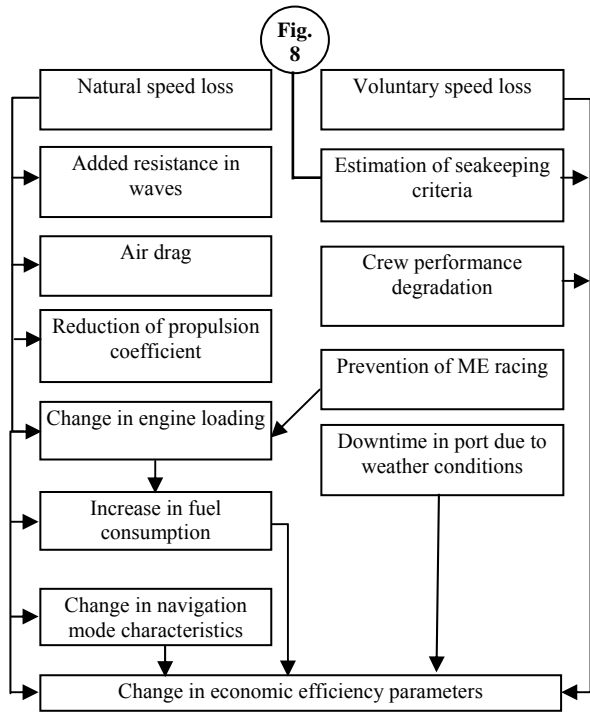 Fig.
8
Natural speed loss
Voluntary speed loss
Added resistance in
waves
Estimation of seakeeping
criteria
Air drag
Crew performance
degradation
Reduction of propulsion
coefficient
Prevention of ME racing
Change in engine loading
Downtime in port due to
weather conditions
Increase in fuel
consumption
Change in navigation
mode characteristics
Change in economic efficiency parameters